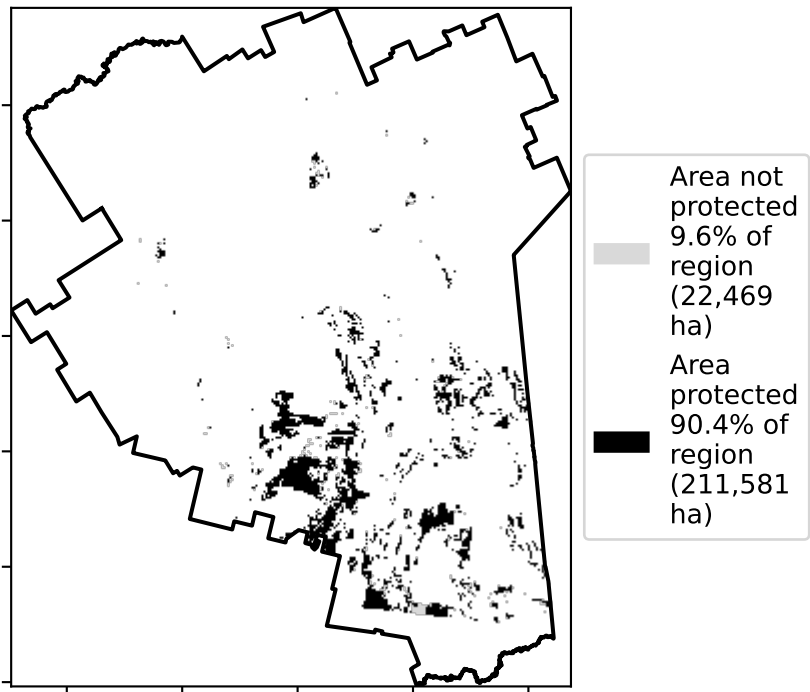 Area not
protected
9.6% of
region
(22,469
ha)
Area
protected
90.4% of
region
(211,581
ha)